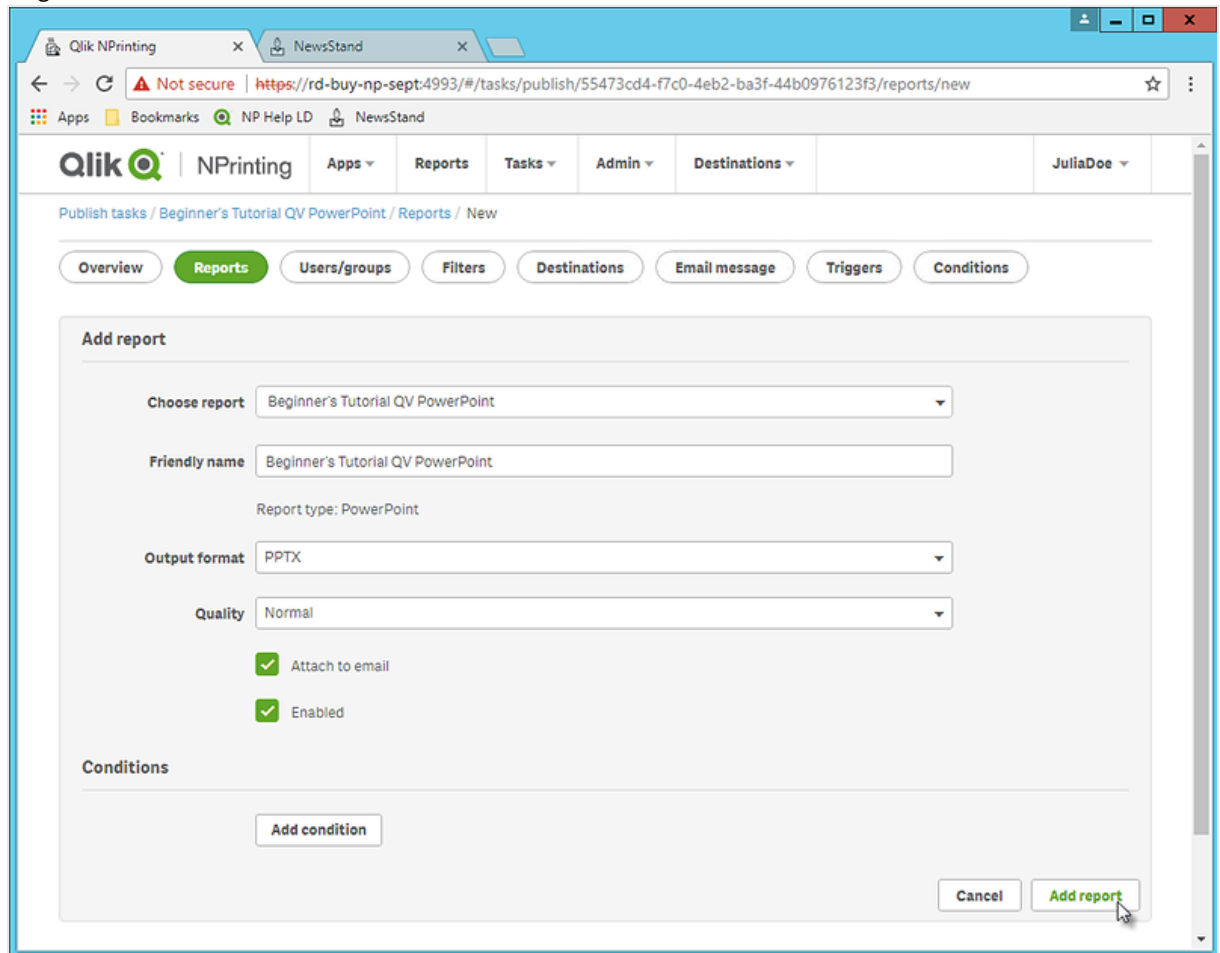 Qlik NPrinting NewsStand
Not secure https://rd-buy-np-sept:4993/#/tasks/publish/55473cd4-f7c0-4eb2-ba3f-44b0976123f3/reports/new
Apps Bookmarks NP Help LD NewsStand
Qlik NPrinting Apps Reports Tasks Admin Destinations JuliaDoe
Publish tasks / Beginner's Tutorial QV PowerPoint / Reports / New
Overview Reports Users/groups Filters Destinations Email message Triggers Conditions
Add report
Choose report Beginner's Tutorial QV PowerPoint
Friendly name Beginner's Tutorial QV PowerPoint
Report type: PowerPoint
Output format PPTX
Quality Normal
Attach to email
Enabled
Conditions
Add condition
Cancel Add report